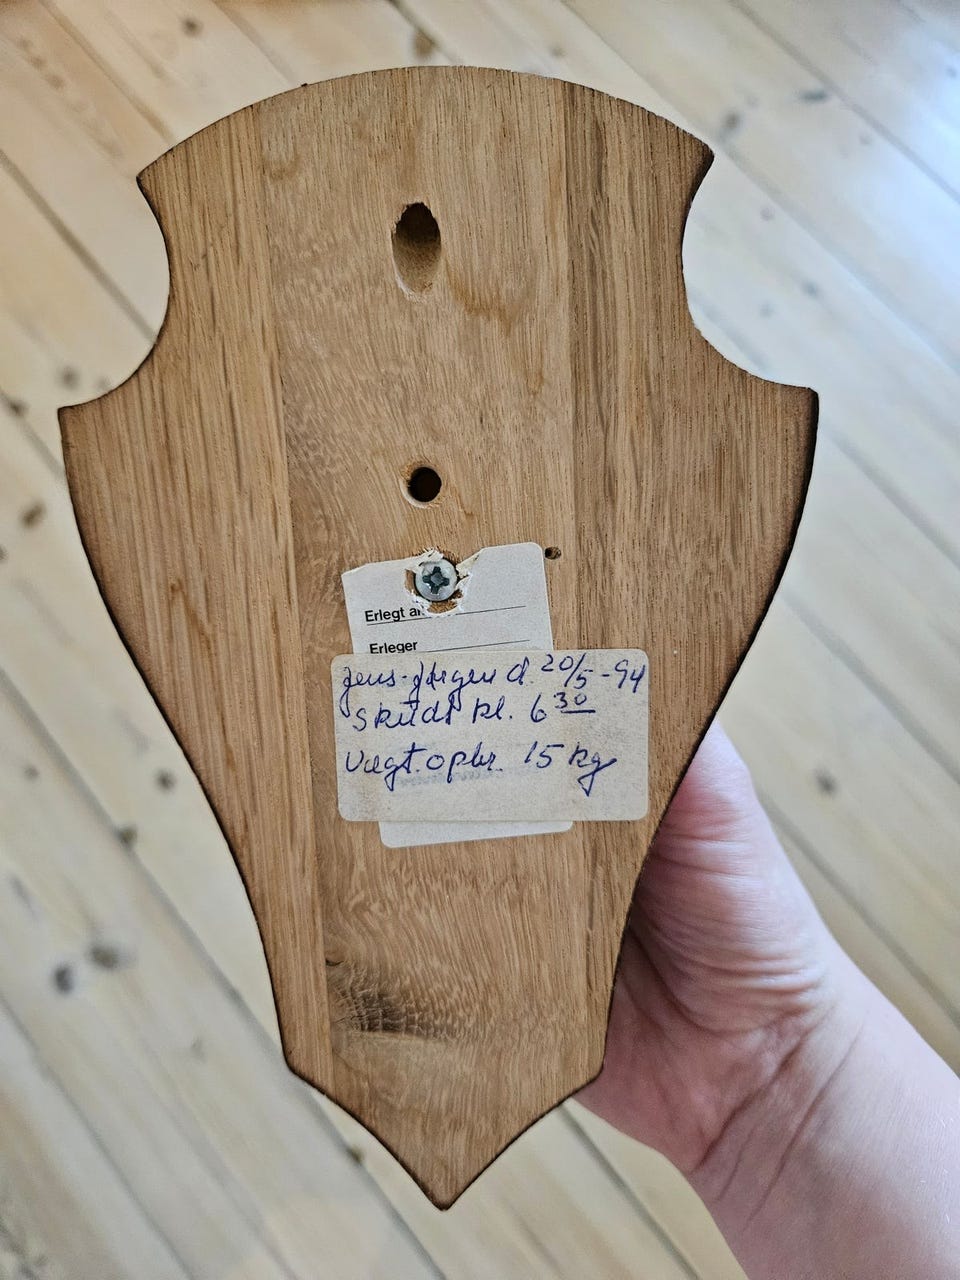 Erlegt a
Erleger
Jens-Jørgen d. 20/5-94
Skudt kl. 6 30
Vægt. opbr. 15 kg